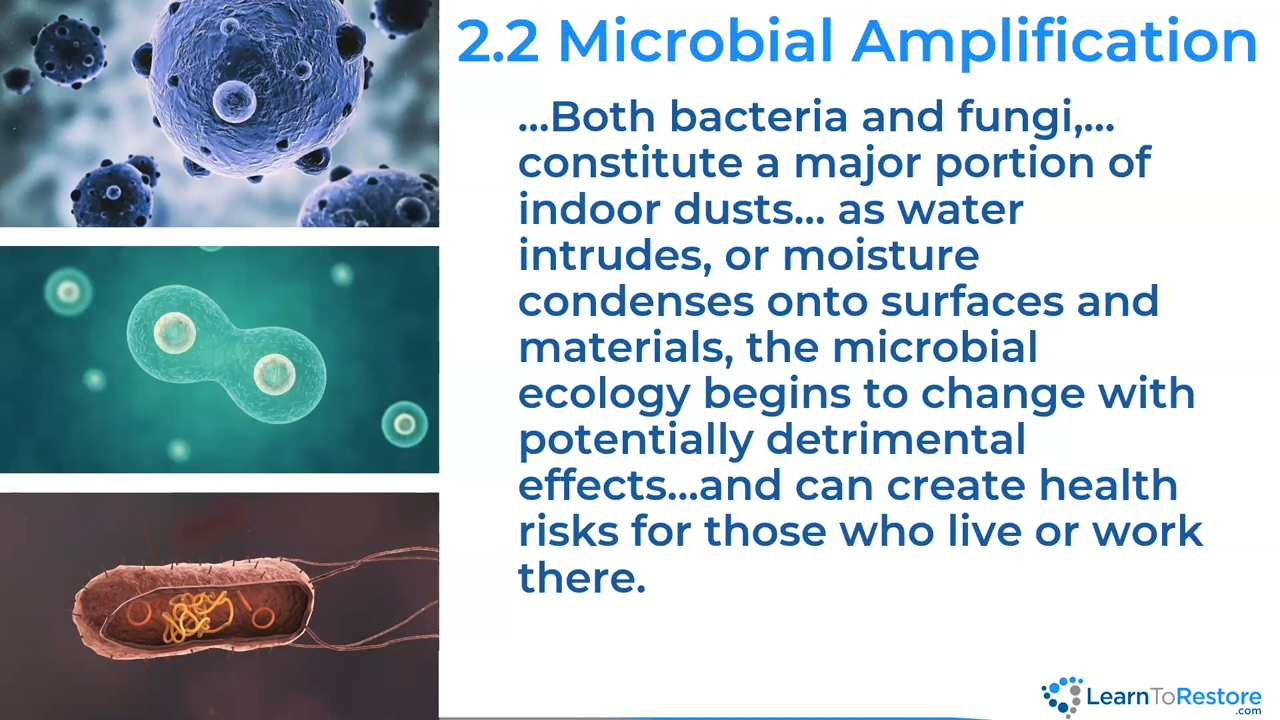 2.2 Microbial Amplification
...Both bacteria and fungi,...
constitute a major portion of
indoor dusts... as water
intrudes, or moisture
condenses onto surfaces and
materials, the microbial
ecology begins to change with
potentially detrimental
effects...and can create health
risks for those who live or work
there.
LearnToRestore
.com